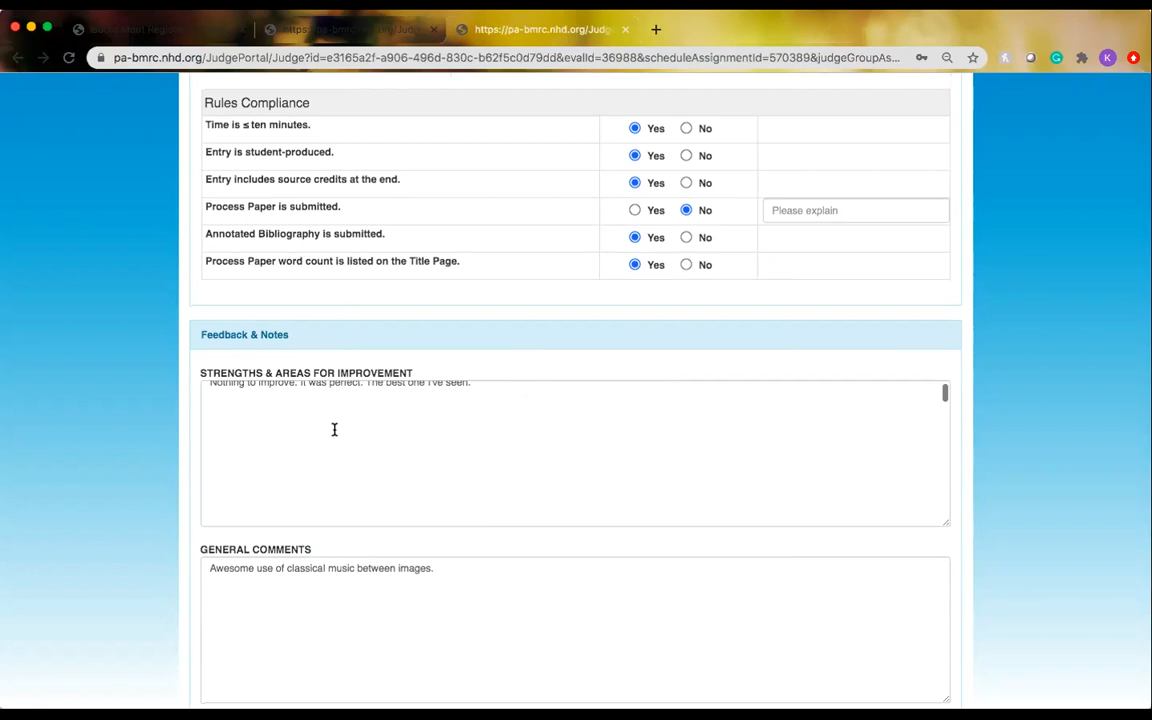 https://pa-bmrc.nhd.org/Judg
pa-bmrc.nhd.org/JudgePortal/Judge?id=e3165a2f-a906-496d-830c-b62f5c0d79dd&evalId=36988&scheduleAssignmentId=570389&judgeGroupAs...
K
Rules Compliance
Time is ≤ ten minutes. Yes No
Entry is student-produced. Yes No
Entry includes source credits at the end. Yes No
Process Paper is submitted. Yes No Please explain
Annotated Bibliography is submitted. Yes No
Process Paper word count is listed on the Title Page. Yes No
Feedback & Notes
STRENGTHS & AREAS FOR IMPROVEMENT
Nothing to improve. It was perfect. The best one I've seen.
GENERAL COMMENTS
Awesome use of classical music between images.